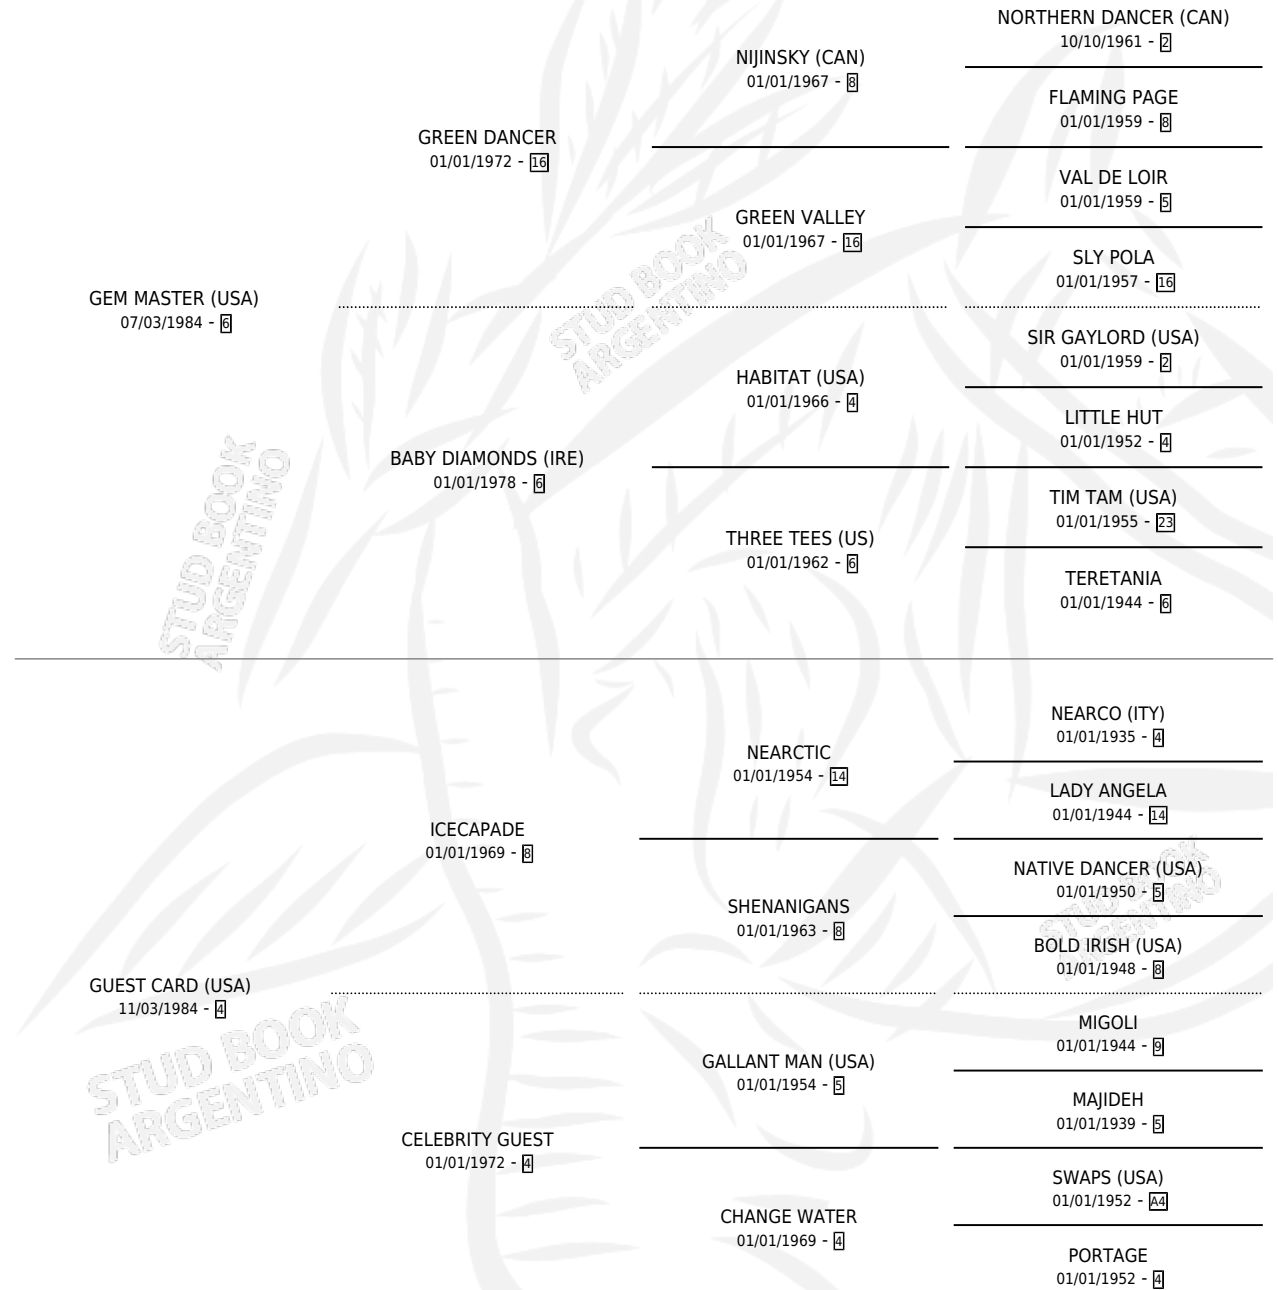 NORTHERN DANCER (CAN)
10/10/1961 - 2
NIJINSKY (CAN)
01/01/1967 - 8
FLAMING PAGE
01/01/1959 - 8
GREEN DANCER
01/01/1972 - 16
VAL DE LOIR
01/01/1959 - 5
GREEN VALLEY
01/01/1967 - 16
SLY POLA
01/01/1957 - 16
GEM MASTER (USA)
07/03/1984 - 6
STUD BOOK
ARGENTINO
SIR GAYLORD (USA)
01/01/1959 - 2
HABITAT (USA)
01/01/1966 - 4
LITTLE HUT
01/01/1952 - 4
BABY DIAMONDS (IRE)
01/01/1978 - 6
TIM TAM (USA)
01/01/1955 - 23
THREE TEES (US)
01/01/1962 - 6
TERETANIA
01/01/1944 - 6
STUD BOOK
ARGENTINO
NEARCO (ITY)
01/01/1935 - 4
NEARCTIC
01/01/1954 - 14
LADY ANGELA
01/01/1944 - 14
ICECAPADE
01/01/1969 - 8
NATIVE DANCER (USA)
01/01/1950 - 5
STUD BOOK
ARGENTINO
SHENANIGANS
01/01/1963 - 8
BOLD IRISH (USA)
01/01/1948 - 8
GUEST CARD (USA)
11/03/1984 - 4
STUD BOOK
ARGENTINO
MIGOLI
01/01/1944 - 9
GALLANT MAN (USA)
01/01/1954 - 5
MAJIDEH
01/01/1939 - 5
CELEBRITY GUEST
01/01/1972 - 4
SWAPS (USA)
01/01/1952 - A4
CHANGE WATER
01/01/1969 - 4
PORTAGE
01/01/1952 - 4